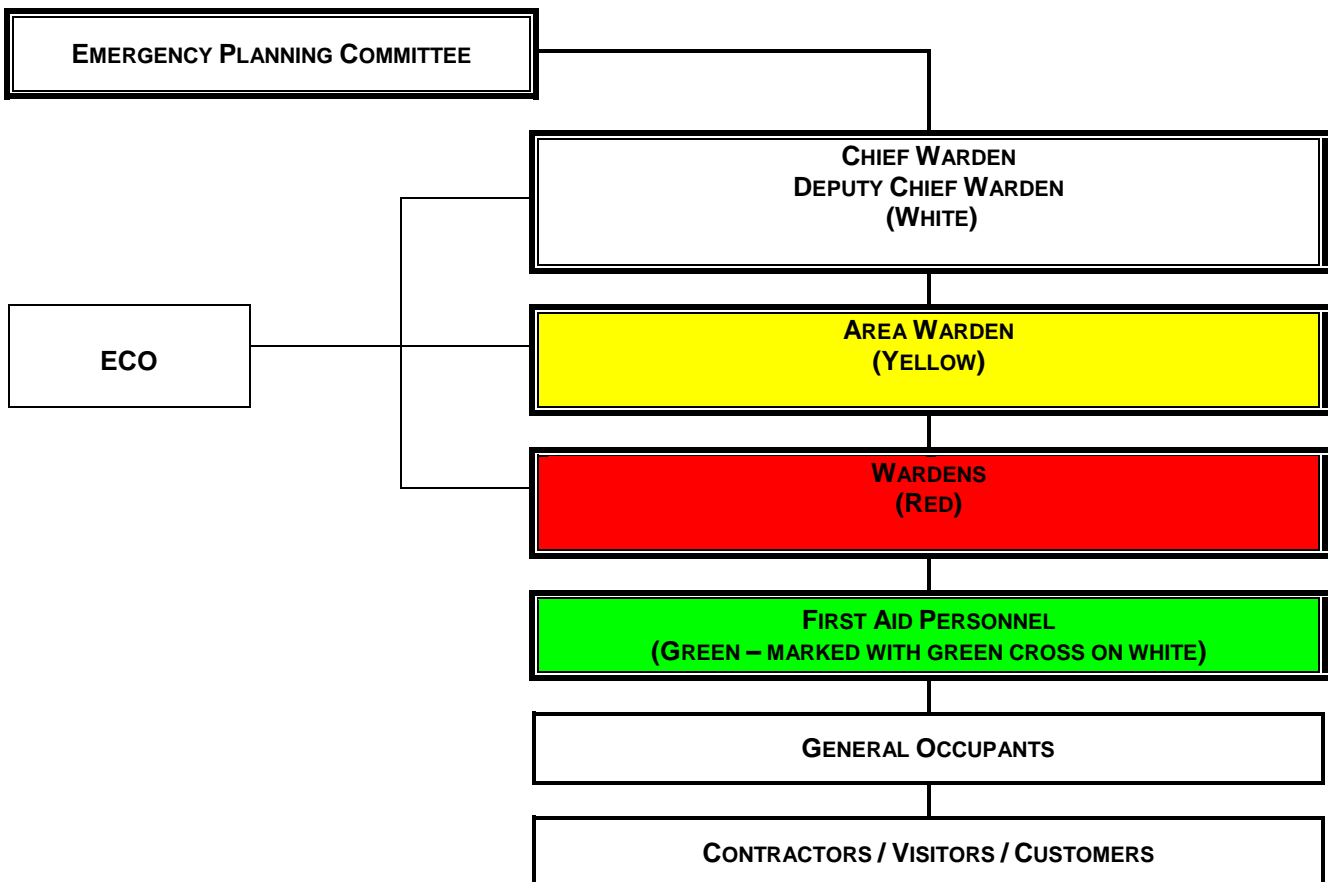 EMERGENCY PLANNING COMMITTEE
CHIEF WARDEN
DEPUTY CHIEF WARDEN
(WHITE)
ECO
AREA WARDEN
(YELLOW)
WARDENS
(RED)
FIRST AID PERSONNEL
(GREEN – MARKED WITH GREEN CROSS ON WHITE)
GENERAL OCCUPANTS
CONTRACTORS / VISITORS / CUSTOMERS